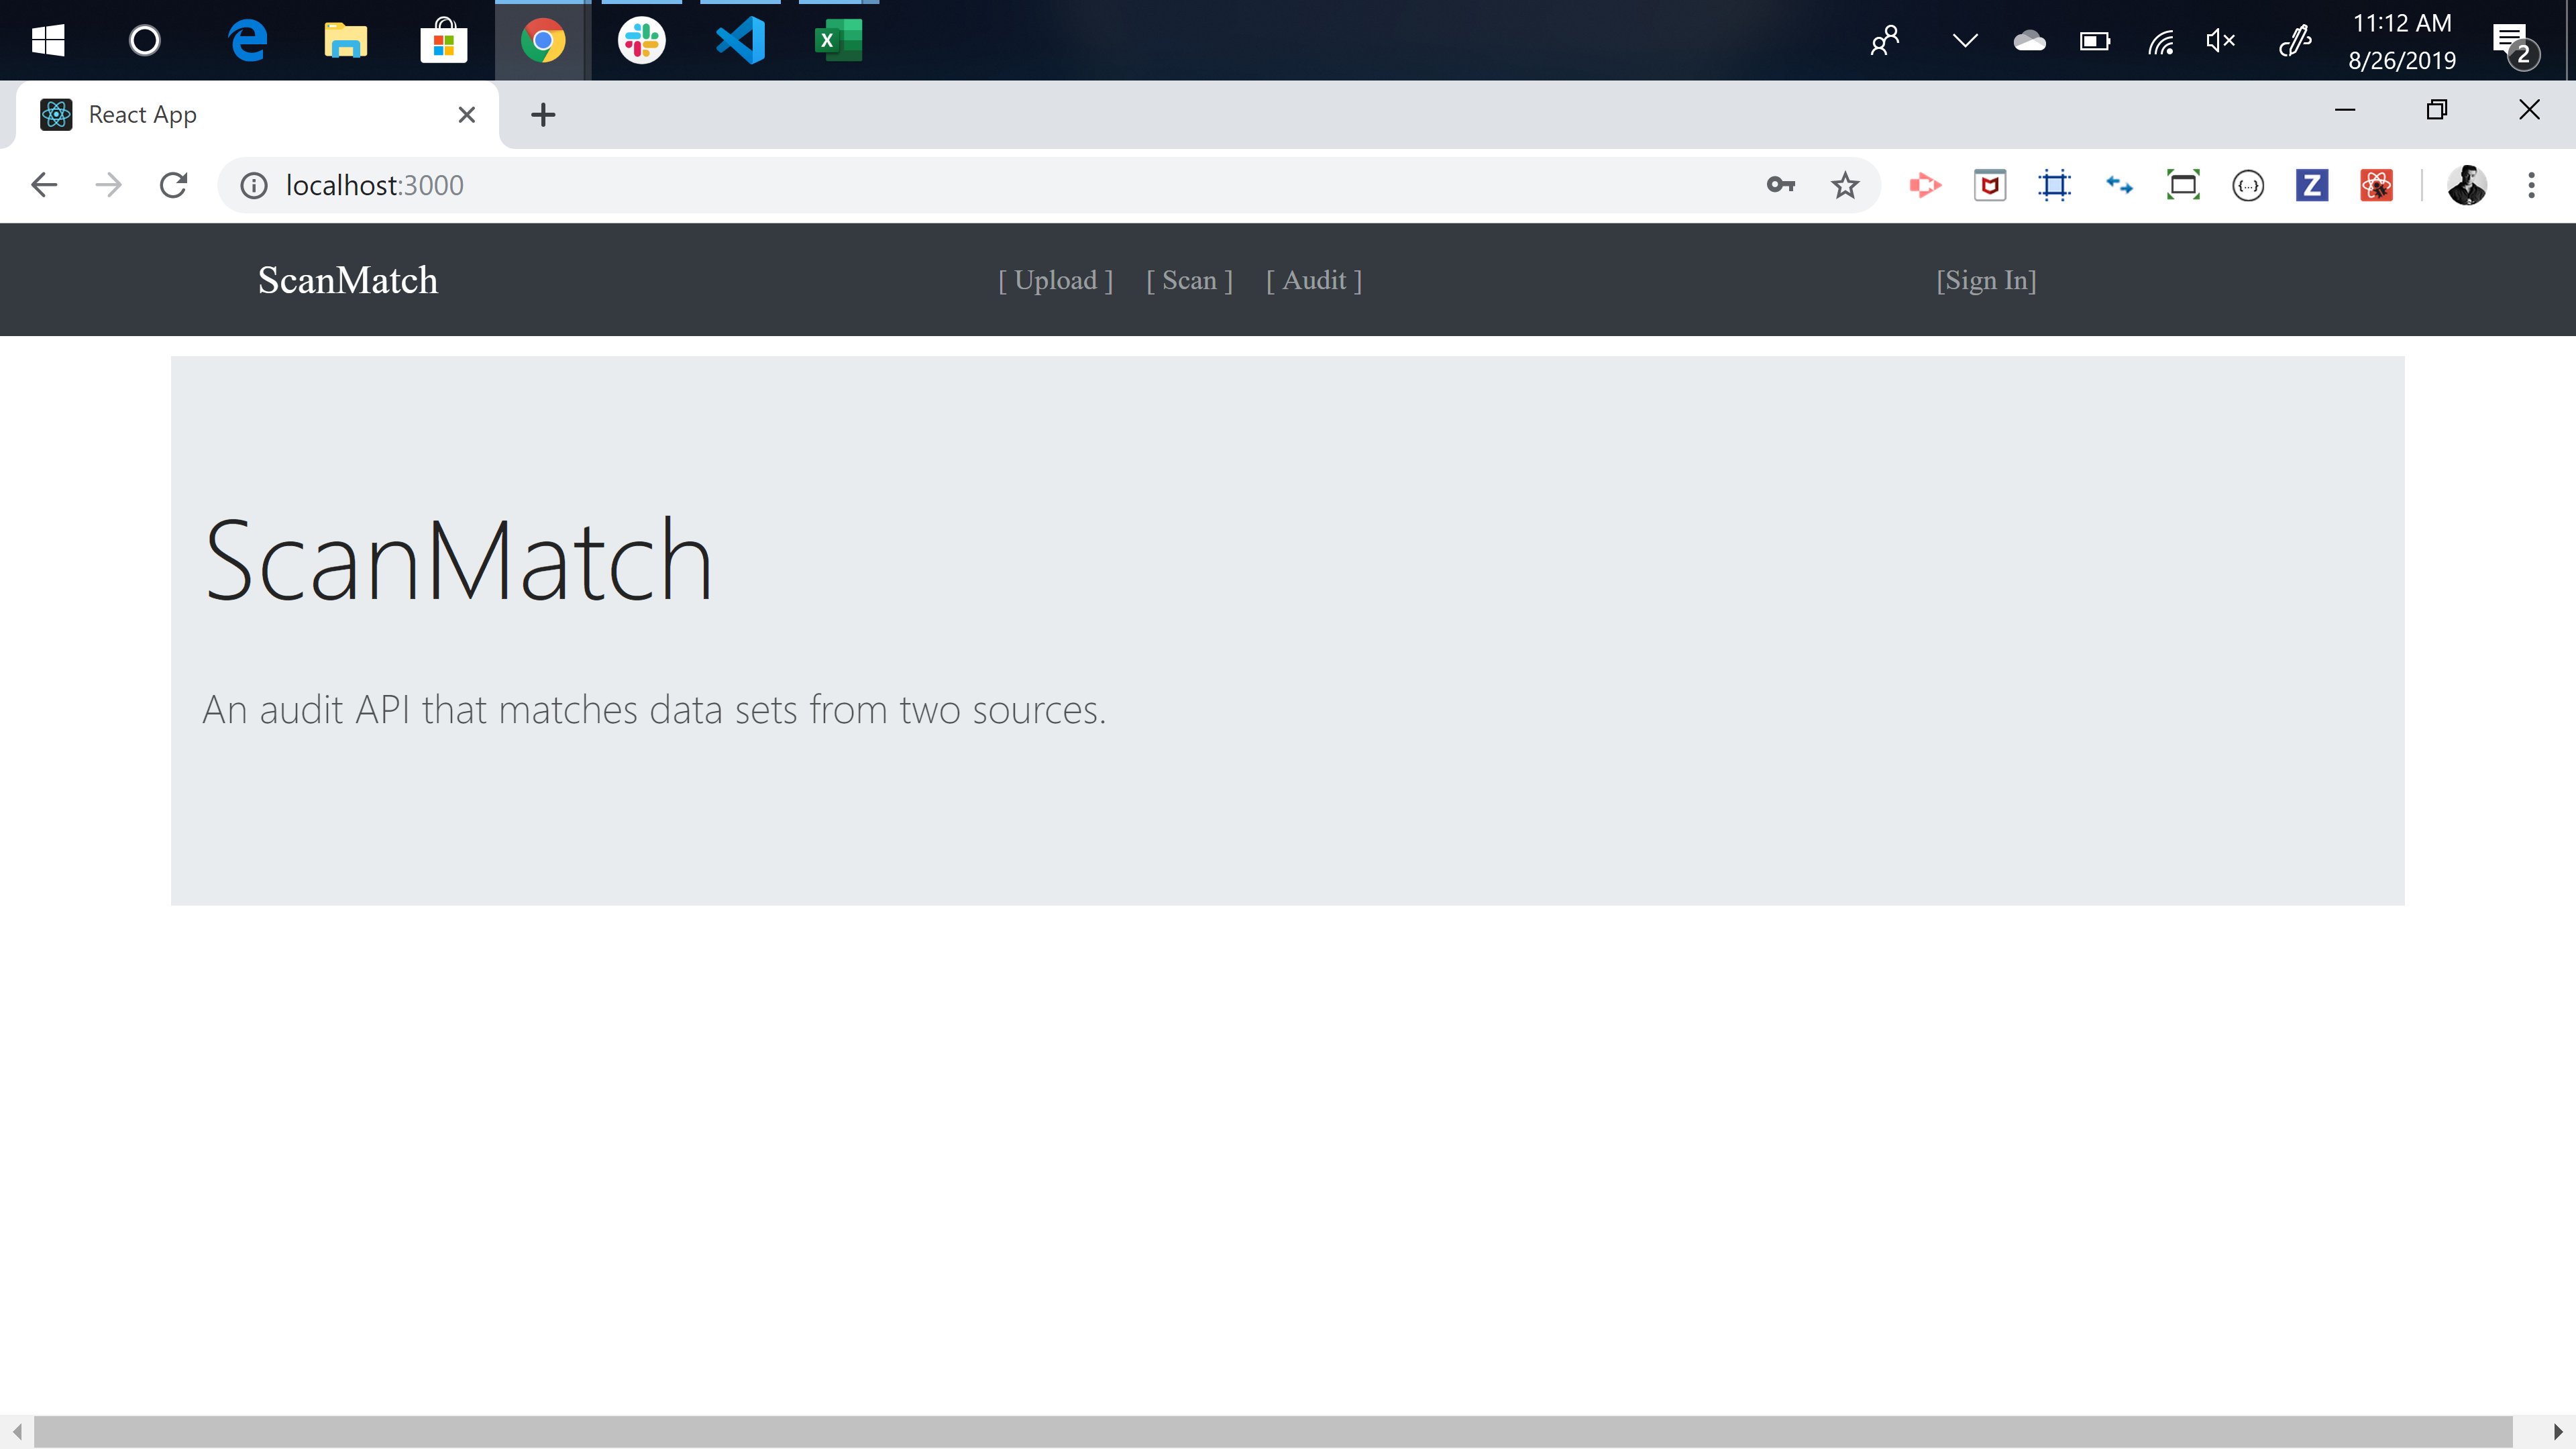 11:12 AM
8/26/2019
2
React App
localhost:3000
ScanMatch
[ Upload ] [ Scan ] [ Audit ]
[Sign In]
ScanMatch
An audit API that matches data sets from two sources.